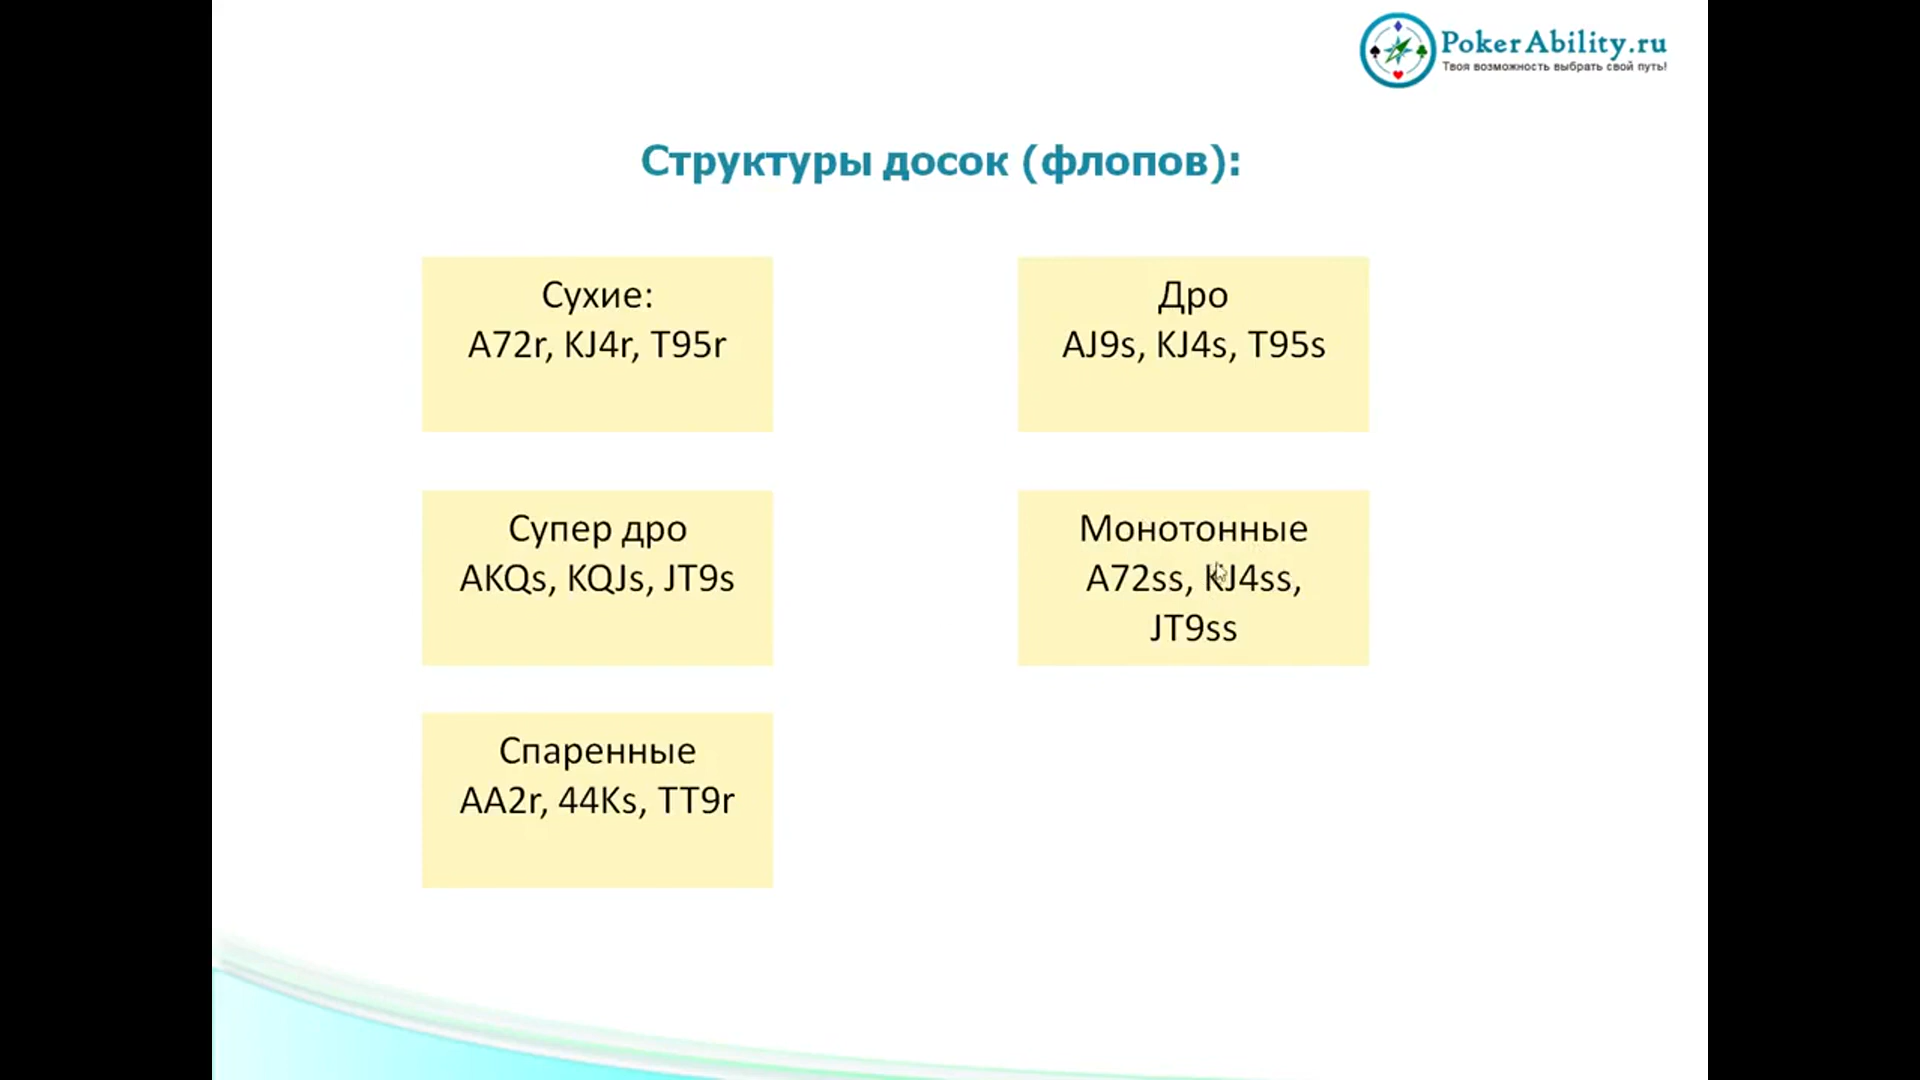 PokerAbility.ru
Твоя возможность выбрать свой путь!
Структуры досок (флопов):
Сухие:
A72r, KJ4r, T95r
Дро
AJ9s, KJ4s, T95s
Супер дро
AKQs, KQJs, JT9s
Монотонные
A72ss, KJ4ss,
JT9ss
Спаренные
AA2r, 44Ks, TT9r